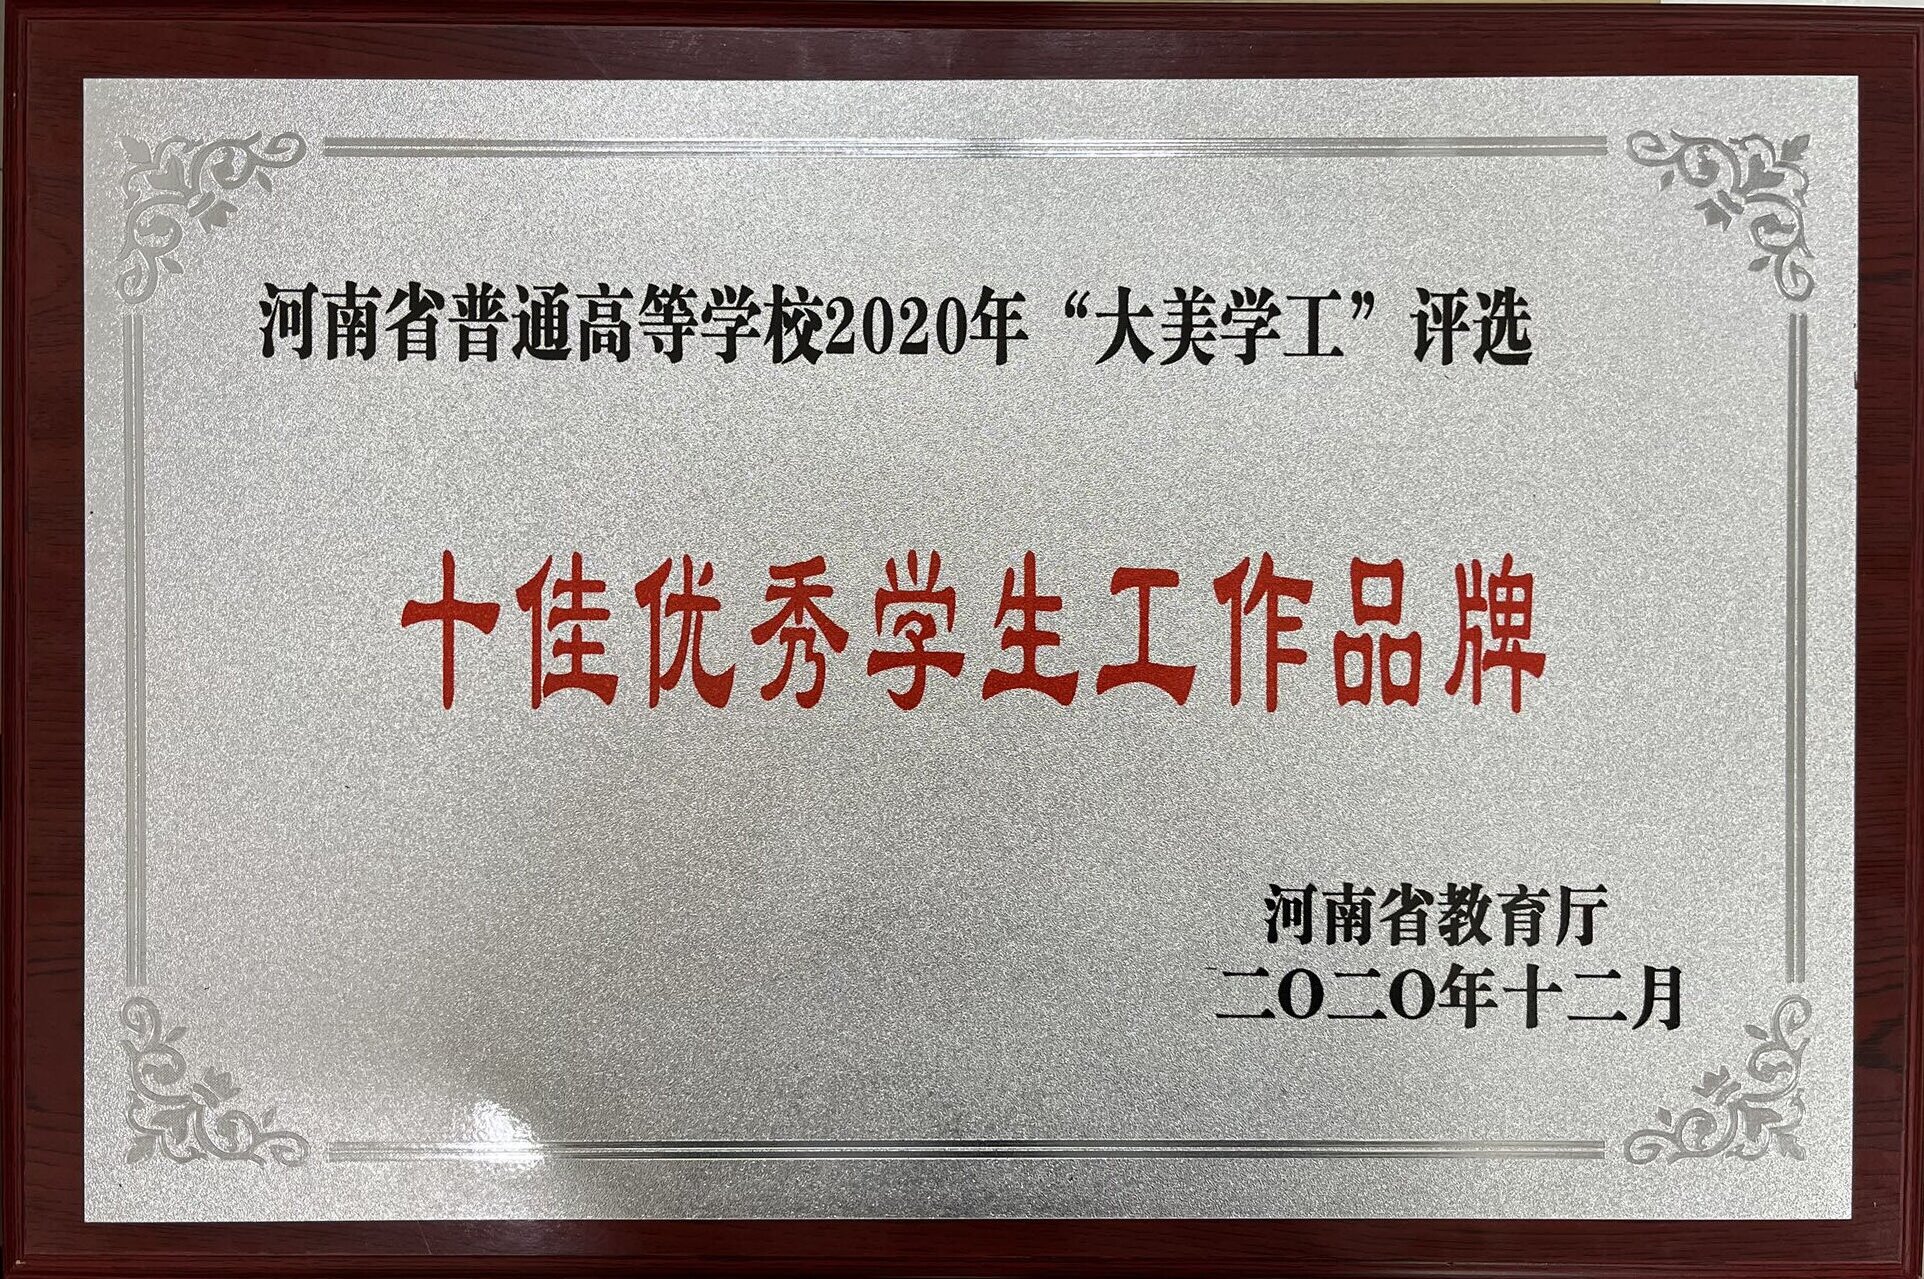 河南省普通高等学校2020年“大美学工”评选
十佳优秀学生工作品牌
河南省教育厅
二〇二〇年十二月